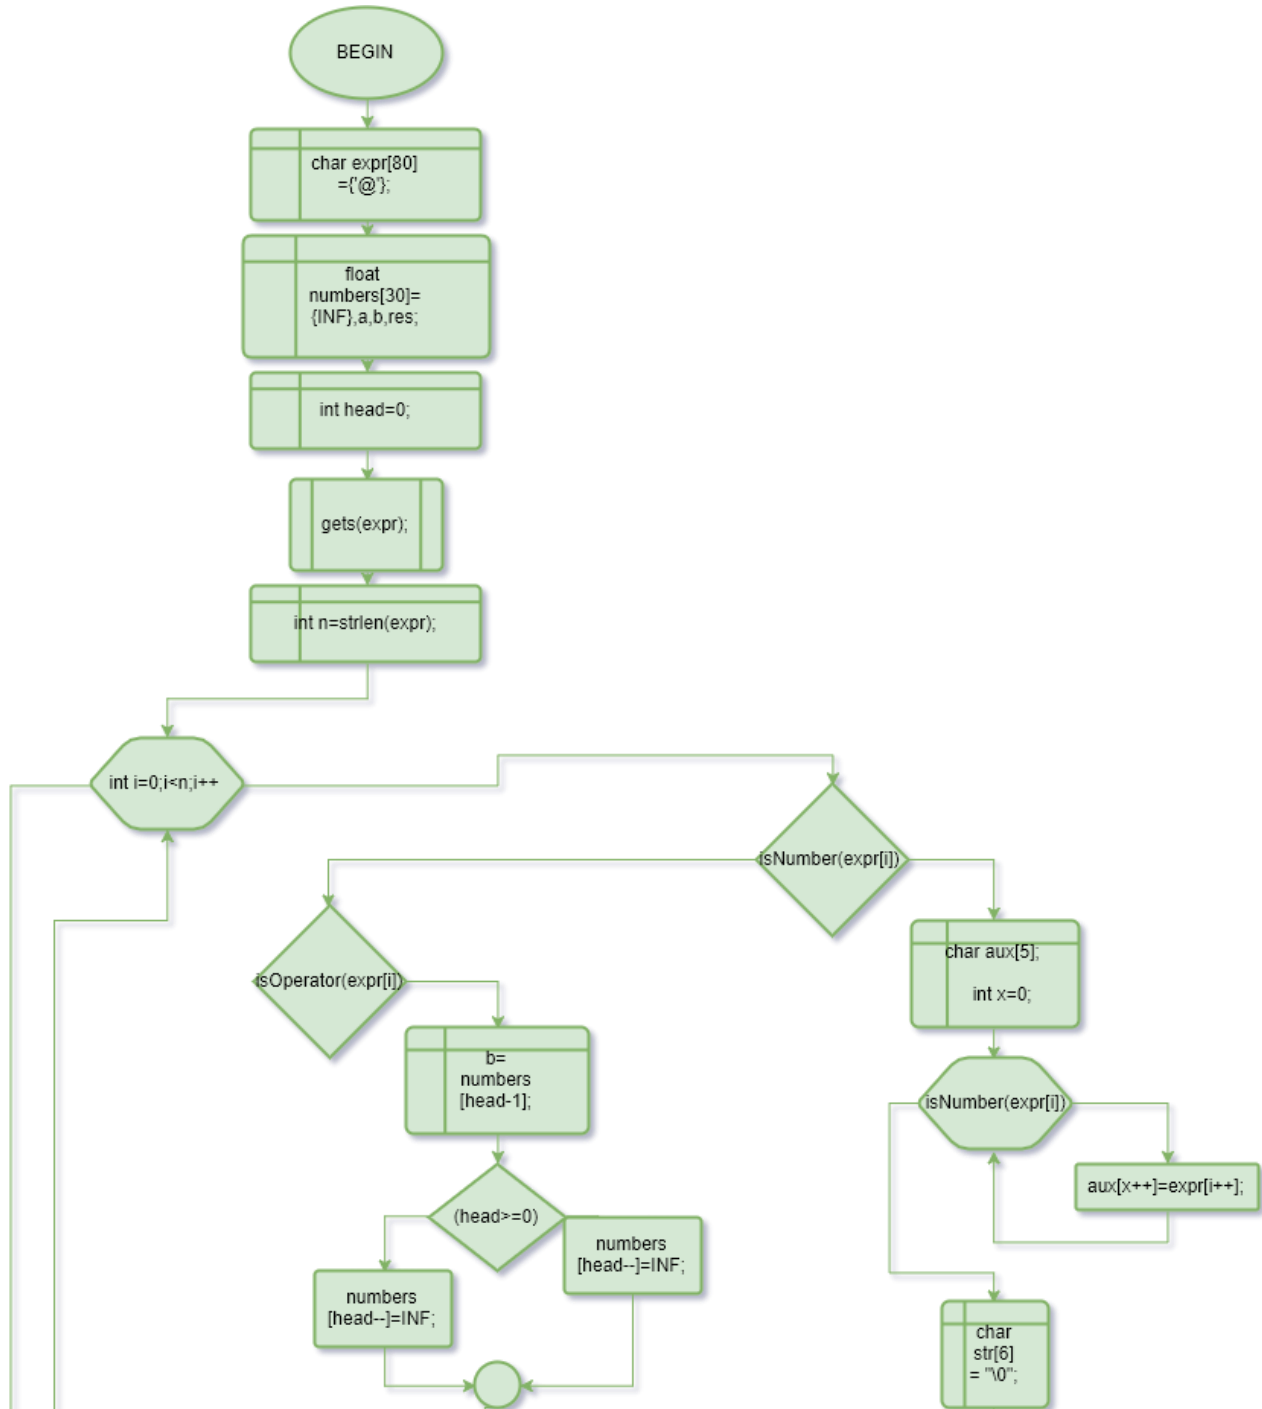 BEGIN
char expr[80]
={'@'};
float
numbers[30]=
{INF},a,b,res;
int head=0;
gets(expr);
int n=strlen(expr);
int i=0;i<n;i++
isNumber(expr[i])
isOperator(expr[i])
char aux[5];
int x=0;
b=
numbers
[head-1];
isNumber(expr[i])
aux[x++]=expr[i++];
(head>=0)
numbers
[head--]=INF;
numbers
[head--]=INF;
char
str[6]
= "\0";